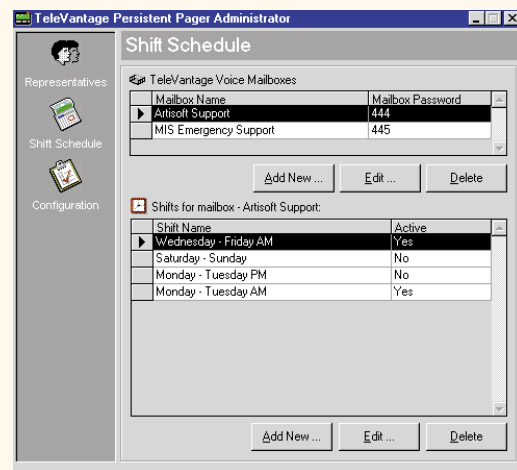 TeleVantage Persistent Pager Administrator
Shift Schedule
Representatives
Shift Schedule
Configuration
TeleVantage Voice Mailboxes
Mailbox Name Mailbox Password
Artisoft Support 444
MIS Emergency Support 445
Add New ... Edit ... Delete
Shifts for mailbox - Artisoft Support:
Shift Name Active
Wednesday - Friday AM Yes
Saturday - Sunday No
Monday - Tuesday PM No
Monday - Tuesday AM Yes
Add New ... Edit ... Delete